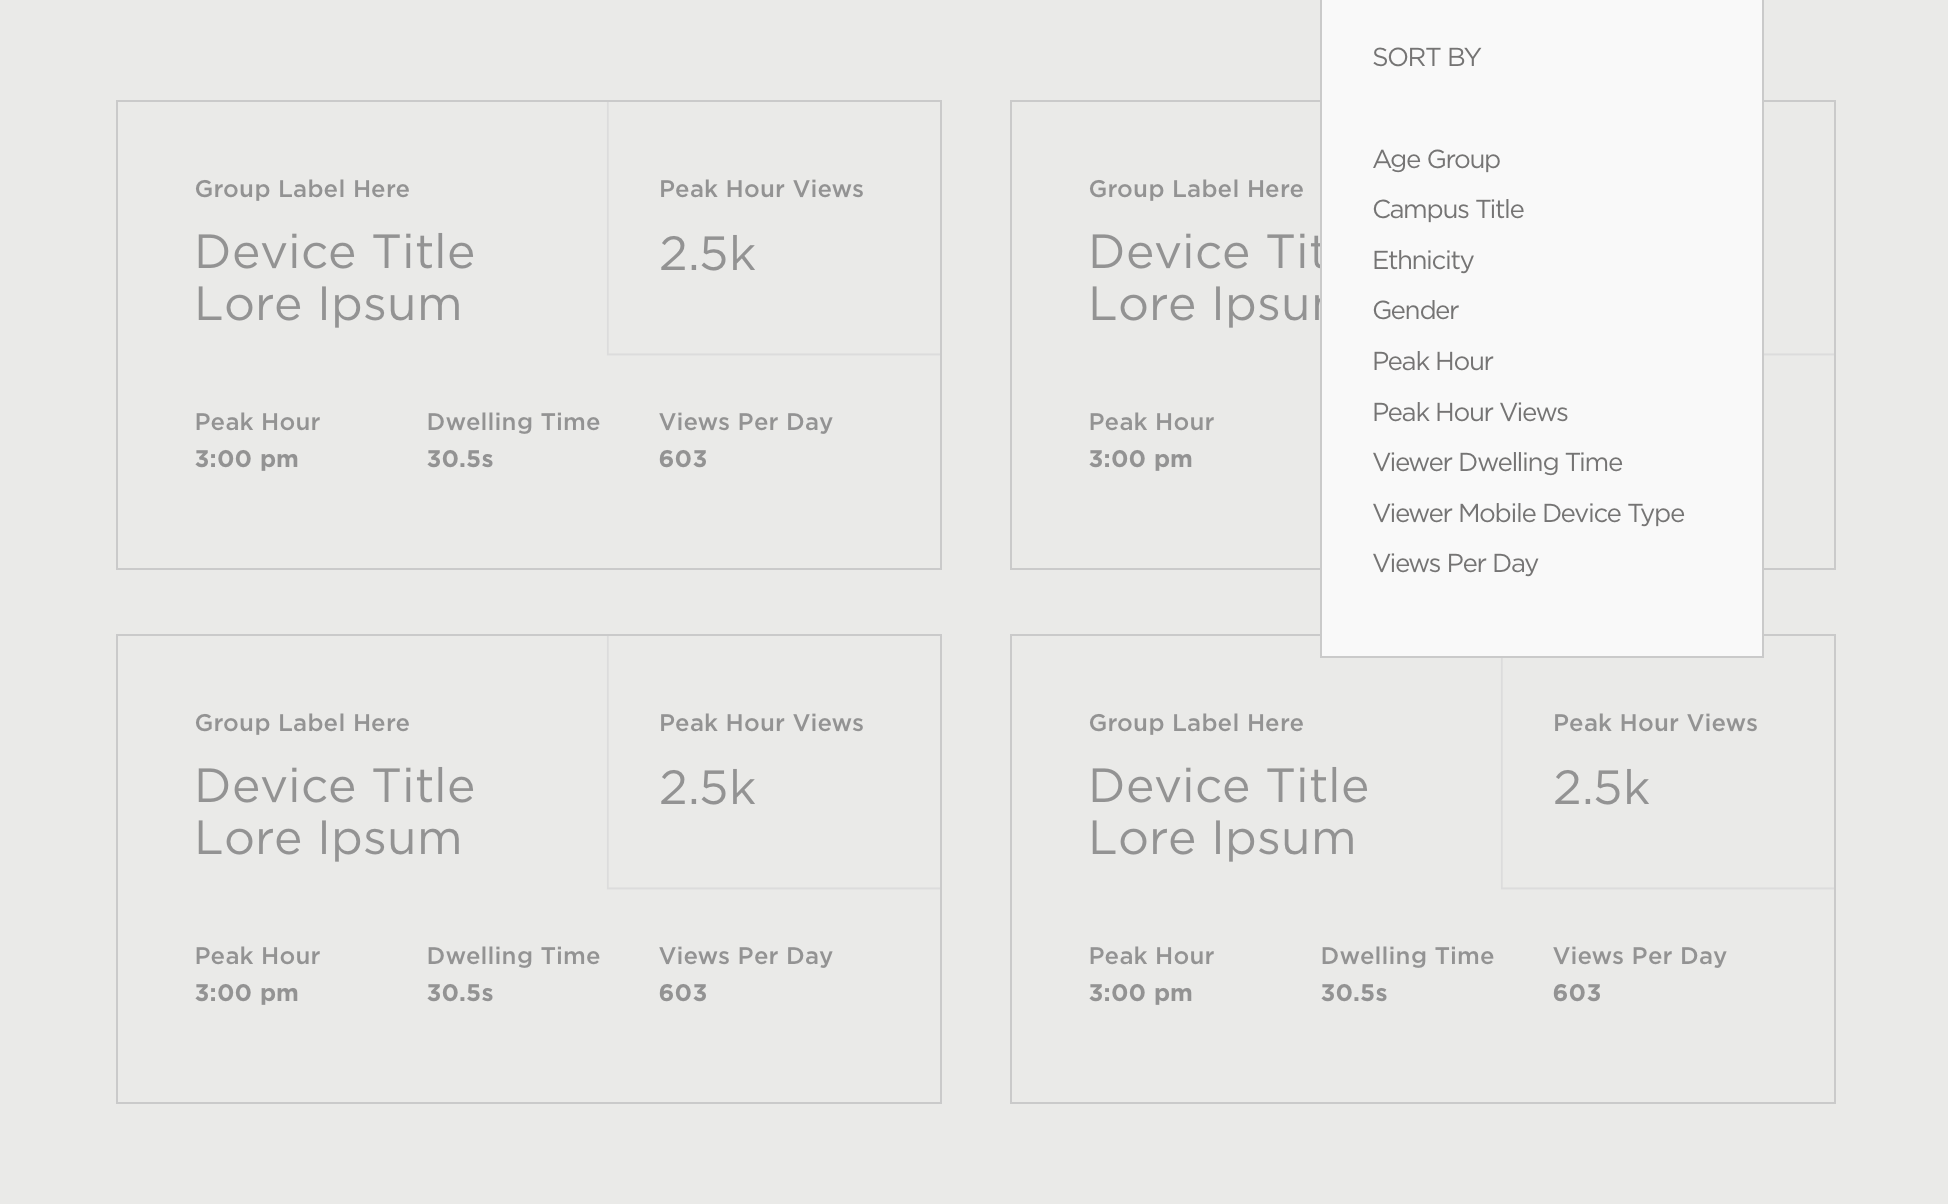 SORT BY
Age Group
Campus Title
Ethnicity
Gender
Peak Hour
Peak Hour Views
Viewer Dwelling Time
Viewer Mobile Device Type
Views Per Day
Group Label Here
Device Title
Lore Ipsum
Peak Hour Views
2.5k
Peak Hour
3:00 pm
Dwelling Time
30.5s
Views Per Day
603
Group Label Here
Device
Lore
Peak Hour
3:00 pm
Group Label Here
Device Title
Lore Ipsum
Peak Hour Views
2.5k
Peak Hour
3:00 pm
Dwelling Time
30.5s
Views Per Day
603
Group Label Here
Device Title
Lore Ipsum
Peak Hour Views
2.5k
Peak Hour
3:00 pm
Dwelling Time
30.5s
Views Per Day
603